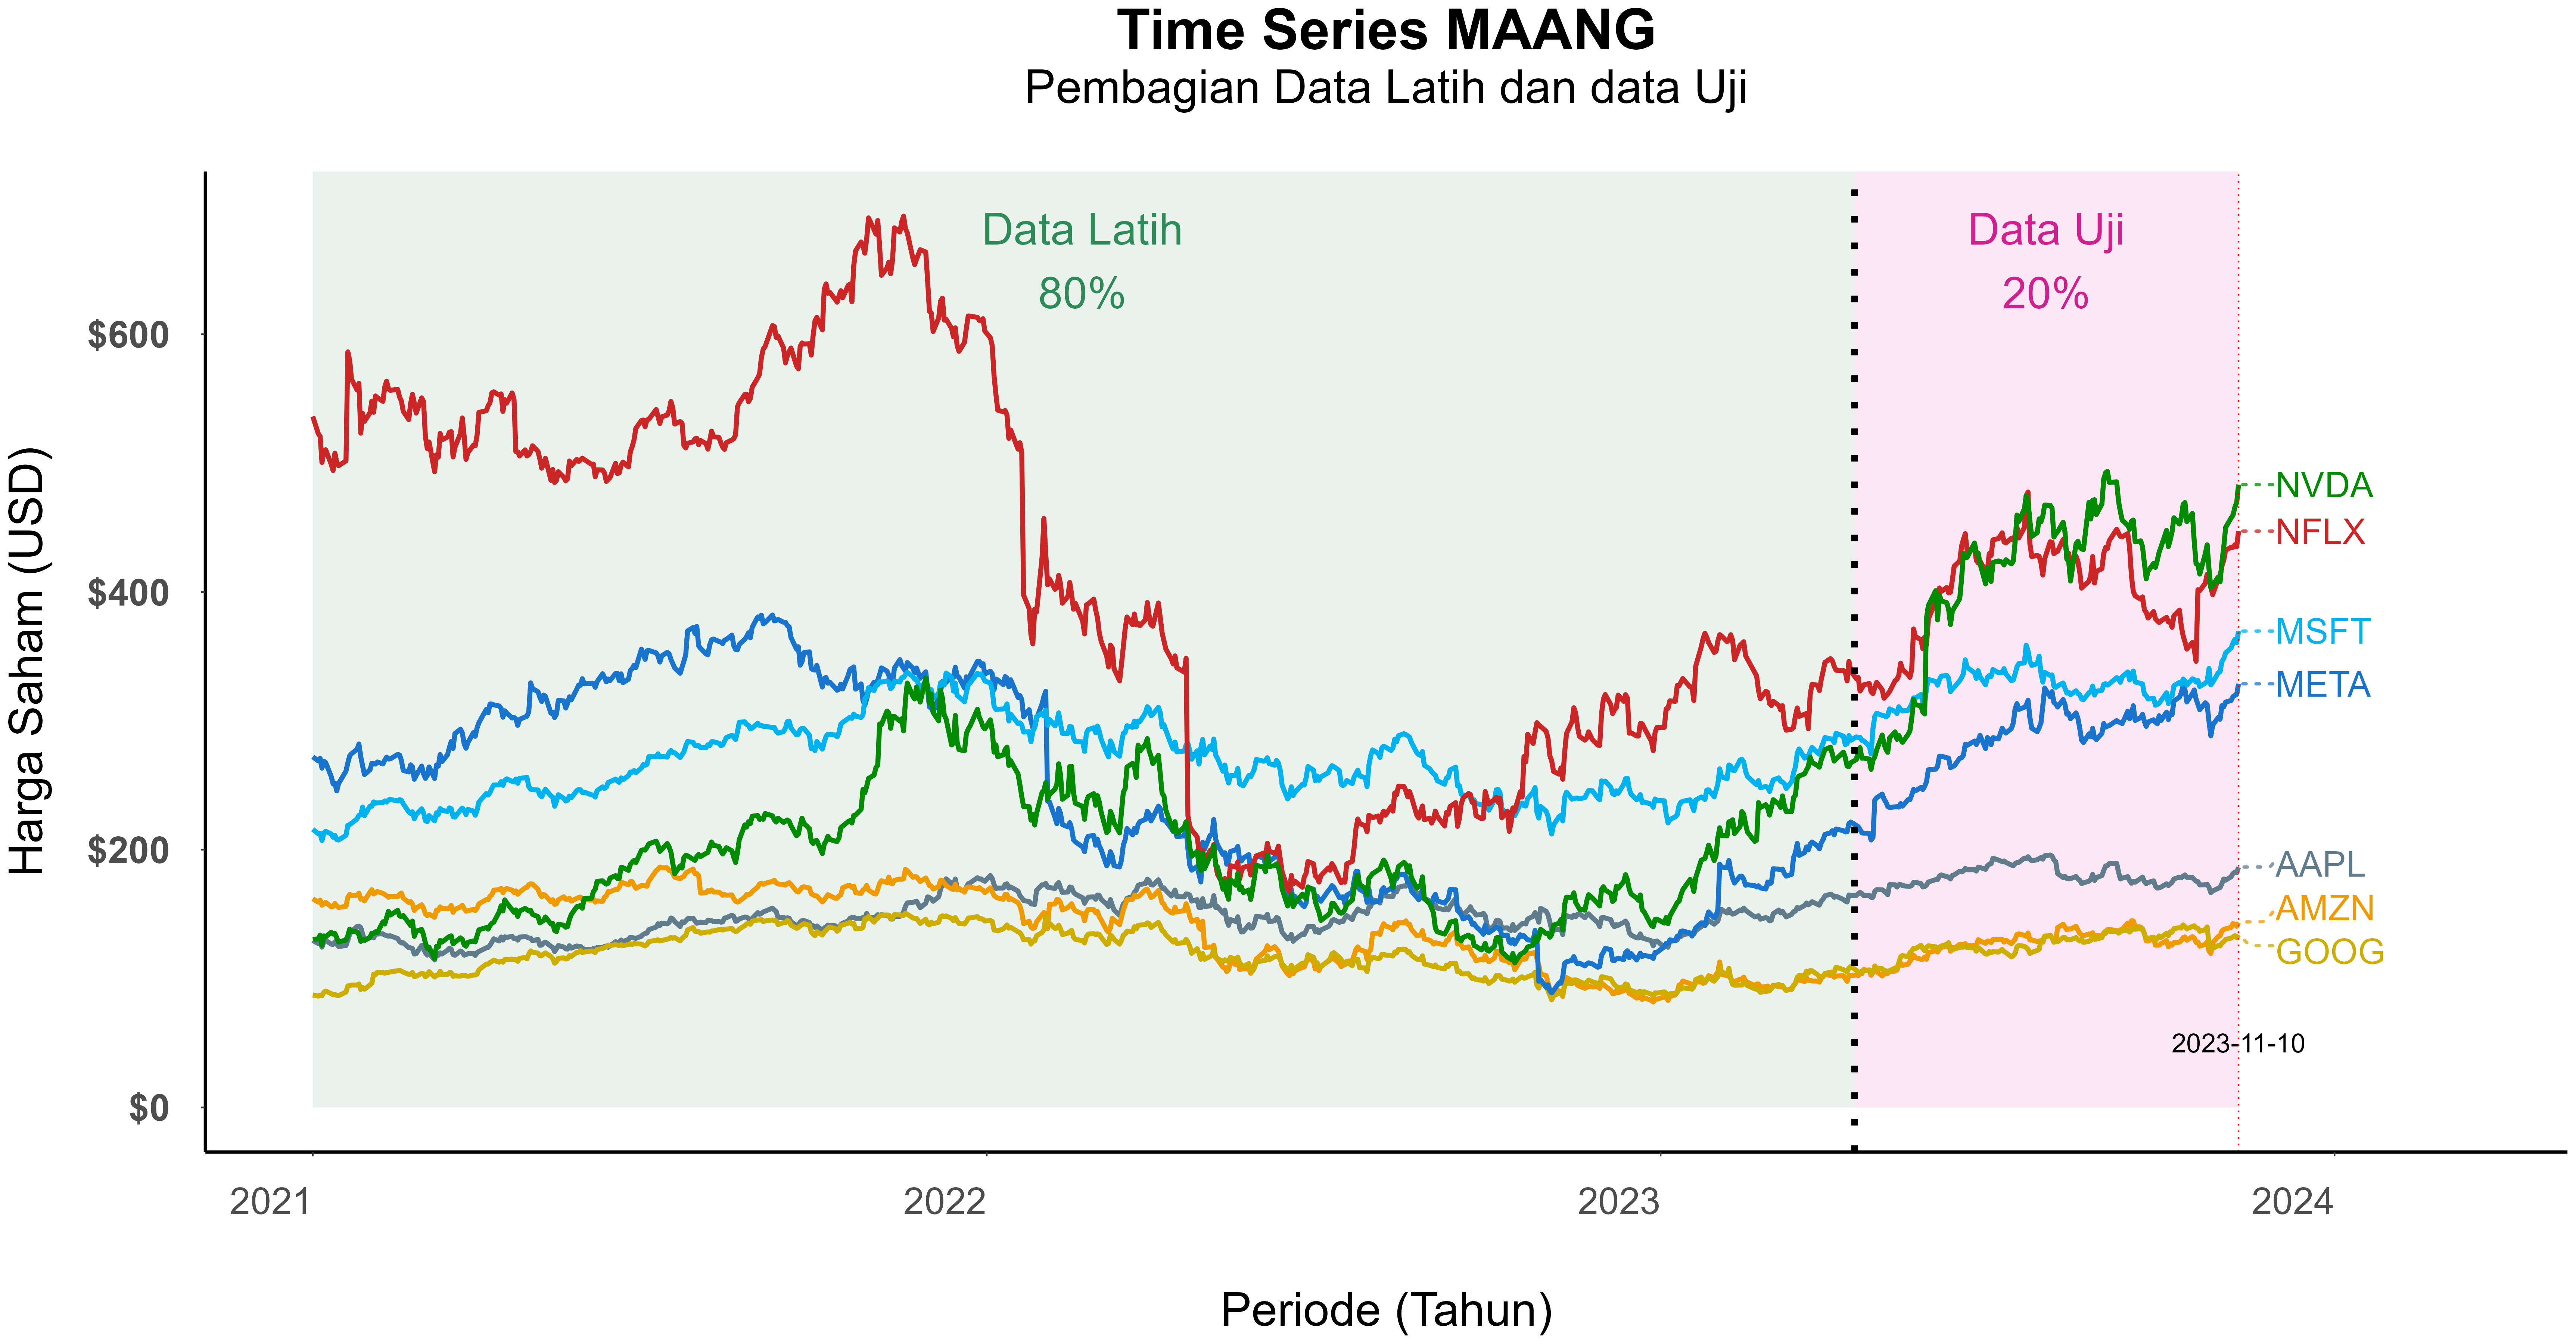 Time Series MAANG
Pembagian Data Latih dan data Uji
Data Latih
80%
Data Uji
20%
Harga Saham (USD)
$600
$400
$200
$0
NVDA
NFLX
MSFT
META
AAPL
AMZN
GOOG
2023-11-10
2021
2022
2023
2024
Periode (Tahun)